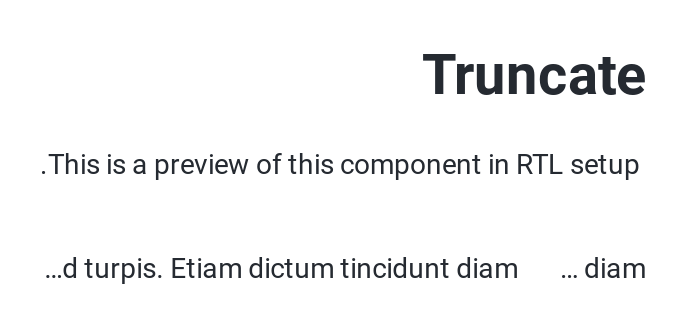 Truncate
.This is a preview of this component in RTL setup
…d turpis. Etiam dictum tincidunt diam … diam